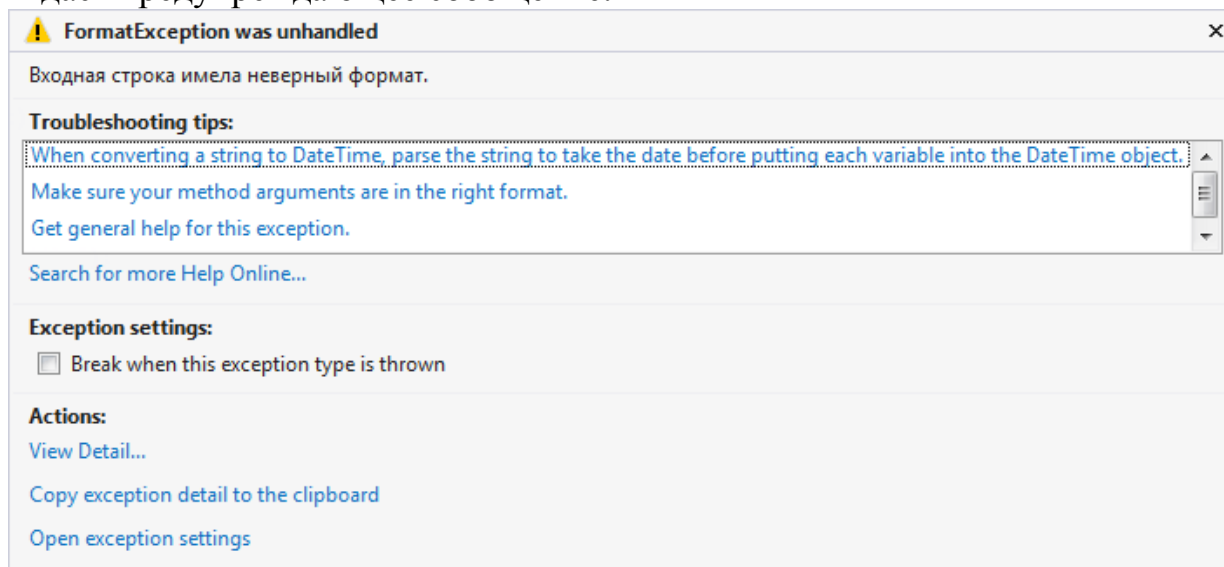 FormatException was unhandled
Входная строка имела неверный формат.
Troubleshooting tips:
When converting a string to DateTime, parse the string to take the date before putting each variable into the DateTime object.
Make sure your method arguments are in the right format.
Get general help for this exception.
Search for more Help Online...
Exception settings:
Break when this exception type is thrown
Actions:
View Detail...
Copy exception detail to the clipboard
Open exception settings